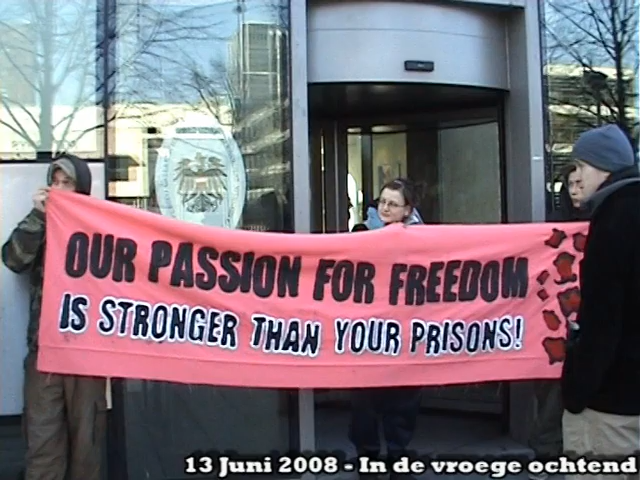 OUR PASSION FOR FREEDOM
IS STRONGER THAN YOUR PRISONS!
13 Juni 2008 - In de vroege ochtend